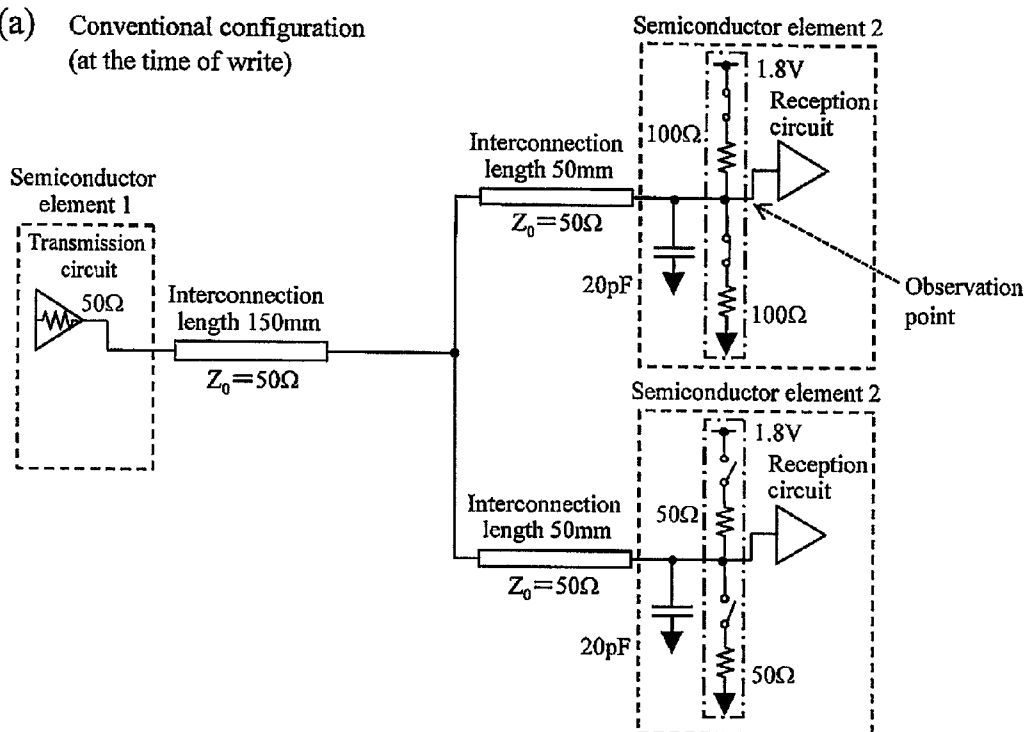 (a) Conventional configuration
(at the time of write)
Semiconductor element 2
1.8V
Reception
circuit
100Ω
Interconnection
length 50mm
Z₀=50Ω
20pF
100Ω
Observation
point
Semiconductor
element 1
Transmission
circuit
50Ω
Interconnection
length 150mm
Z₀=50Ω
Semiconductor element 2
1.8V
Reception
circuit
50Ω
Interconnection
length 50mm
Z₀=50Ω
20pF
50Ω